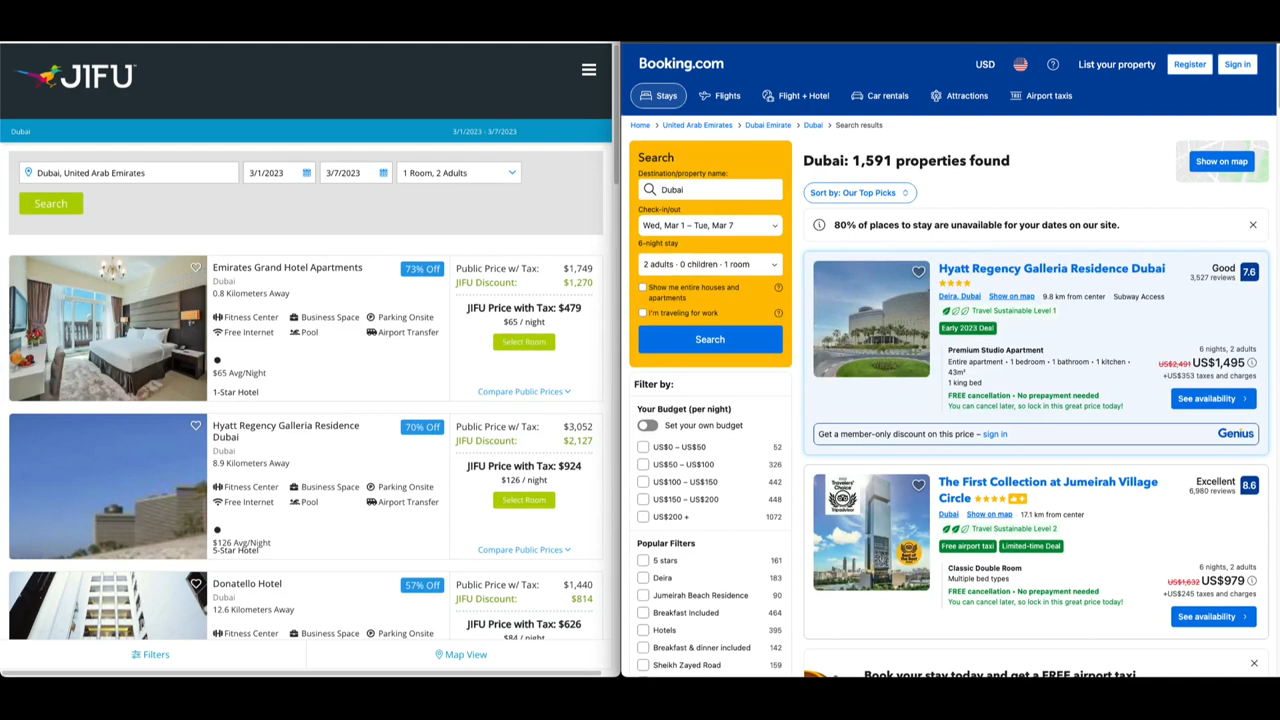 JIFU
Dubai
3/1/2023 - 3/7/2023
Dubai, United Arab Emirates
3/1/2023
3/7/2023
1 Room, 2 Adults
Search
Emirates Grand Hotel Apartments
73% Off
Dubai
0.8 Kilometers Away
Fitness Center
Business Space
Parking Onsite
Free Internet
Pool
Airport Transfer
$65 Avg/Night
1-Star Hotel
Public Price w/ Tax: $1,749
JIFU Discount: $1,270
JIFU Price with Tax: $479
$65 / night
Select Room
Compare Public Prices
Hyatt Regency Galleria Residence
Dubai
70% Off
Dubai
8.9 Kilometers Away
Fitness Center
Business Space
Parking Onsite
Free Internet
Pool
Airport Transfer
$126 Avg/Night
5-Star Hotel
Public Price w/ Tax: $3,052
JIFU Discount: $2,127
JIFU Price with Tax: $924
$126 / night
Select Room
Compare Public Prices
Donatello Hotel
57% Off
Dubai
12.6 Kilometers Away
Fitness Center
Business Space
Parking Onsite
Public Price w/ Tax: $1,440
JIFU Discount: $814
JIFU Price with Tax: $626
$84 / night
Filters
Map View
Booking.com
USD
List your property
Register
Sign in
Stays
Flights
Flight + Hotel
Car rentals
Attractions
Airport taxis
Home > United Arab Emirates > Dubai Emirate > Dubai > Search results
Search
Destination/property name:
Dubai
Check-in/out
Wed, Mar 1 – Tue, Mar 7
6-night stay
2 adults · 0 children · 1 room
Show me entire houses and
apartments
I'm traveling for work
Search
Filter by:
Your Budget (per night)
Set your own budget
US$0 – US$50 52
US$50 – US$100 326
US$100 – US$150 442
US$150 – US$200 448
US$200 + 1072
Popular Filters
5 stars 161
Deira 183
Jumeirah Beach Residence 90
Breakfast Included 464
Hotels 395
Breakfast & dinner included 142
Sheikh Zayed Road 159
Dubai: 1,591 properties found
Show on map
Sort by: Our Top Picks
80% of places to stay are unavailable for your dates on our site.
Hyatt Regency Galleria Residence Dubai
Good
3,527 reviews
7.6
Deira, Dubai Show on map 9.8 km from center Subway Access
Travel Sustainable Level 1
Early 2023 Deal
Premium Studio Apartment
Entire apartment • 1 bedroom • 1 bathroom • 1 kitchen •
43m²
1 king bed
FREE cancellation • No prepayment needed
You can cancel later, so lock in this great price today!
6 nights, 2 adults
US$2,491 US$1,495
+US$353 taxes and charges
See availability
Get a member-only discount on this price – sign in
Genius
The First Collection at Jumeirah Village
Circle
Excellent
6,980 reviews
8.6
Dubai Show on map 17.1 km from center
Travel Sustainable Level 2
Free airport taxi
Limited-time Deal
Classic Double Room
Multiple bed types
FREE cancellation • No prepayment needed
You can cancel later, so lock in this great price today!
6 nights, 2 adults
US$1,632 US$979
+US$245 taxes and charges
See availability
Book your stay today and get a FREE airport taxi